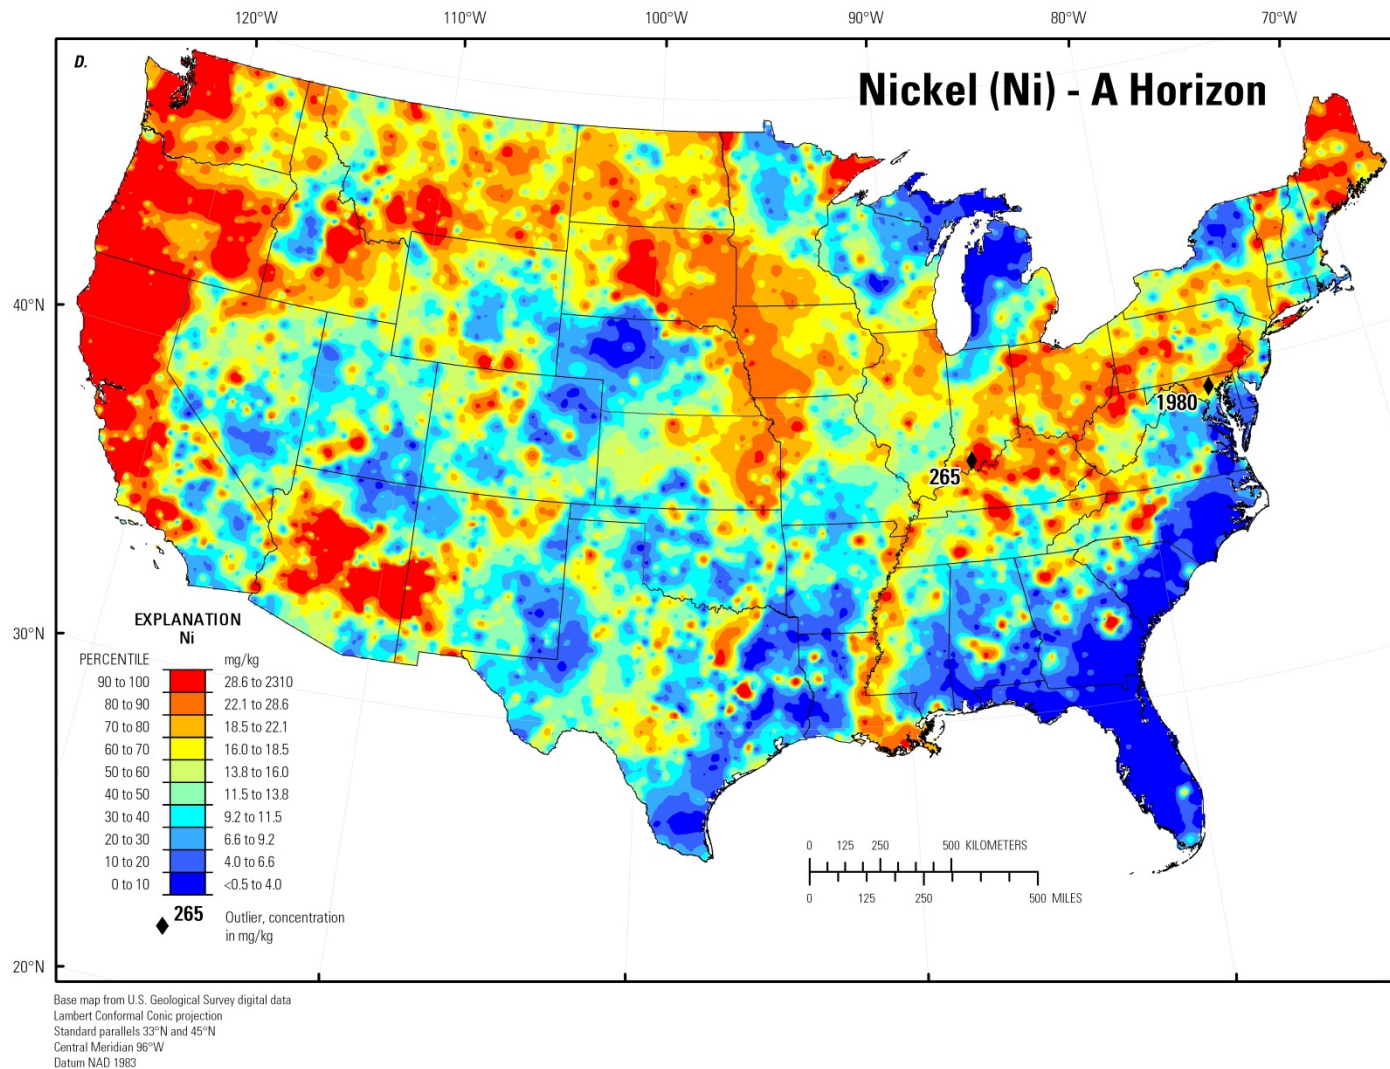 120°W 110°W 100°W 90°W 80°W 70°W
D.
Nickel (Ni) - A Horizon
40°N
1980
265
30°N
EXPLANATION
Ni
PERCENTILE mg/kg
90 to 100 28.6 to 2310
80 to 90 22.1 to 28.6
70 to 80 18.5 to 22.1
60 to 70 16.0 to 18.5
50 to 60 13.8 to 16.0
40 to 50 11.5 to 13.8
30 to 40 9.2 to 11.5
20 to 30 6.6 to 9.2
10 to 20 4.0 to 6.6
0 to 10 <0.5 to 4.0
265 Outlier, concentration
in mg/kg
0 125 250 500 KILOMETERS
0 125 250 500 MILES
20°N
Base map from U.S. Geological Survey digital data
Lambert Conformal Conic projection
Standard parallels 33°N and 45°N
Central Meridian 96°W
Datum NAD 1983